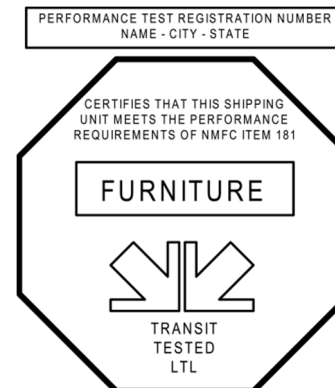 PERFORMANCE TEST REGISTRATION NUMBER
NAME - CITY - STATE
CERTIFIES THAT THIS SHIPPING
UNIT MEETS THE PERFORMANCE
REQUIREMENTS OF NMFC ITEM 181
FURNITURE
TRANSIT
TESTED
LTL